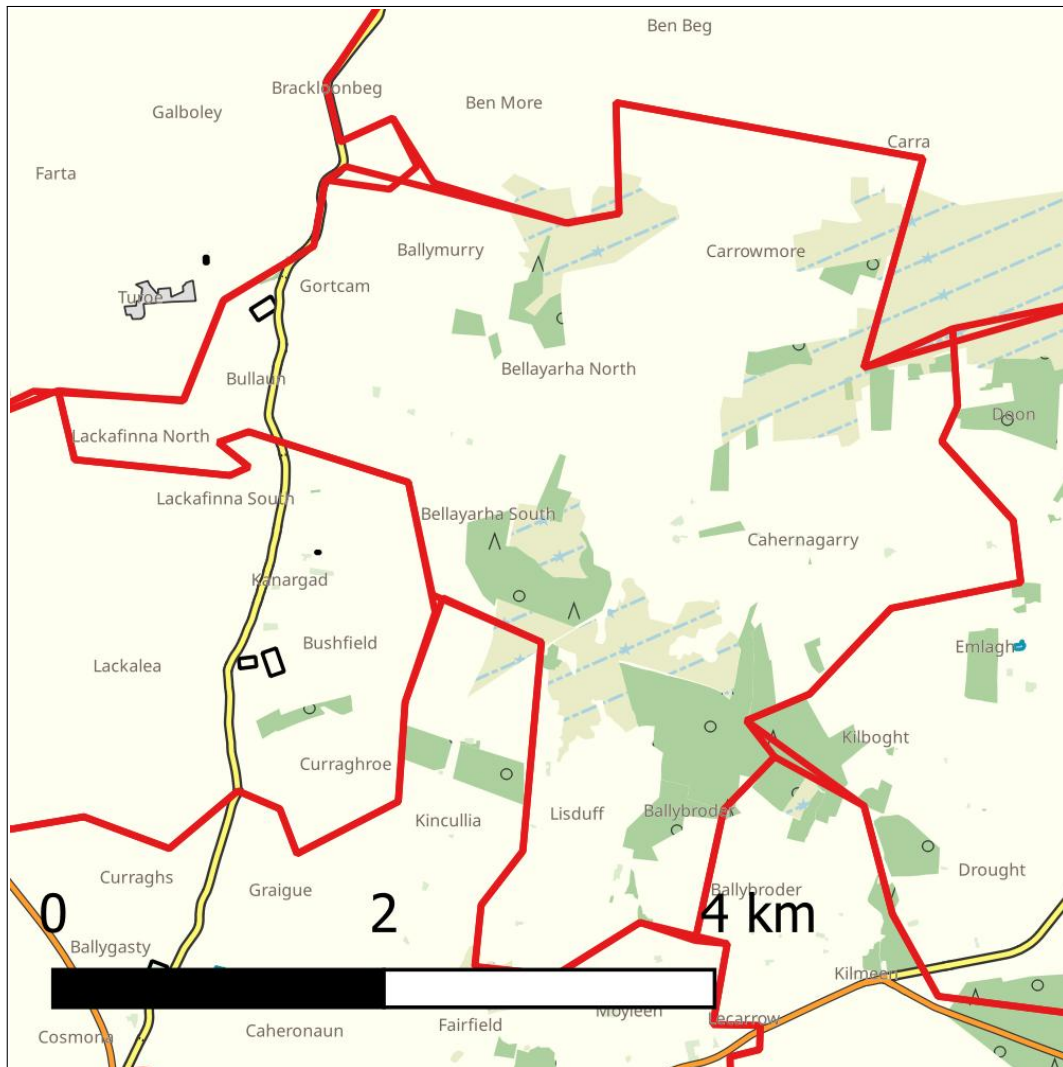 Ben Beg
Brackloonbeg
Ben More
Galboley
Carra
Farta
Ballymurry
Carrowmore
Gortcam
Turoe
Bellayarha North
Bullaun
Doon
Lackafinna North
Lackafinna South
Bellayarha South
Cahernagarry
Kanargad
Bushfield
Emlagh
Lackalea
Kilboght
Curraghroe
Ballybroder
Lisduff
Kincullia
Drought
Curraghs
Graigue
Ballybroder
0 2 4 km
Ballygasty
Kilmeen
Moyleen
Lecarrow
Fairfield
Caheronaun
Cosmona